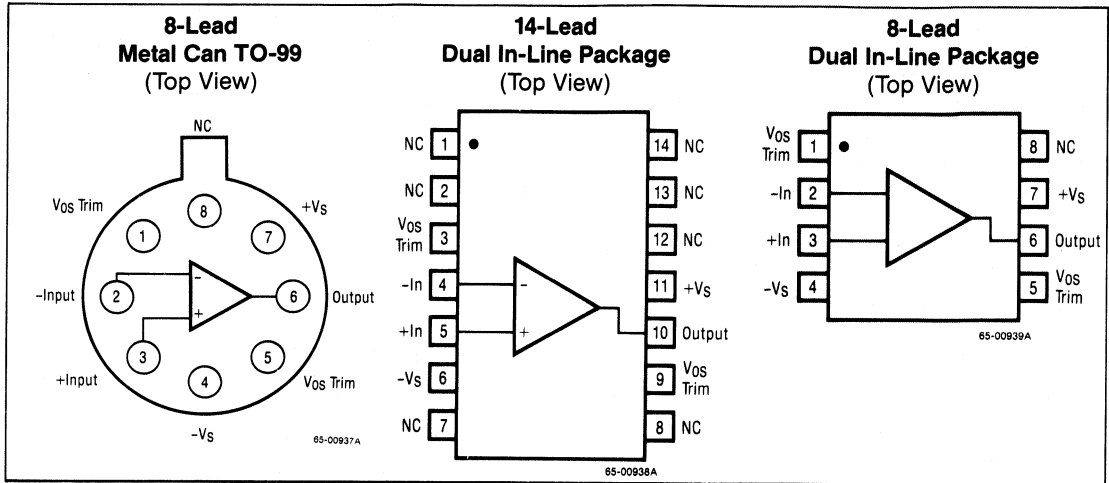 8-Lead
Metal Can TO-99
(Top View)
NC
VOS Trim
8
+VS
1
7
–Input
2
–
6
Output
+
3
5
+Input
4
VOS Trim
–VS
65-00937A
14-Lead
Dual In-Line Package
(Top View)
NC 1
14 NC
NC 2
13 NC
VOS
Trim 3
12 NC
–In 4
–
11 +VS
+In 5
+
10 Output
–VS 6
9 VOS
Trim
NC 7
8 NC
65-00938A
8-Lead
Dual In-Line Package
(Top View)
VOS
Trim 1
8 NC
–In 2
7 +VS
+In 3
6 Output
–VS 4
5 VOS
Trim
65-00939A